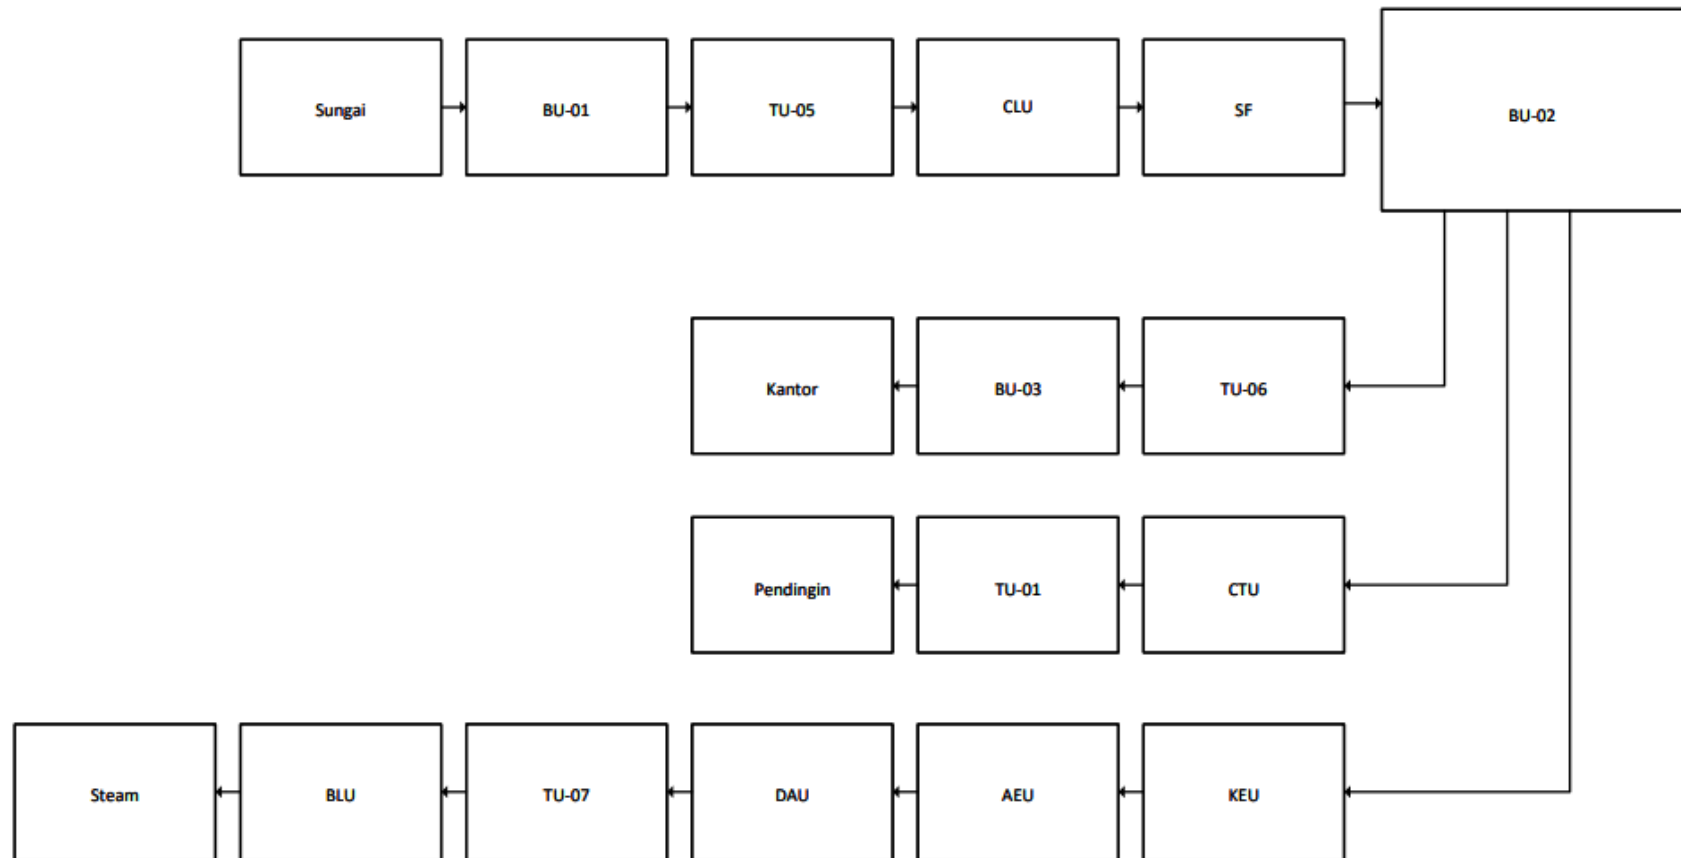 Sungai
BU-01
TU-05
CLU
SF
BU-02
Kantor
BU-03
TU-06
Pendingin
TU-01
CTU
Steam
BLU
TU-07
DAU
AEU
KEU